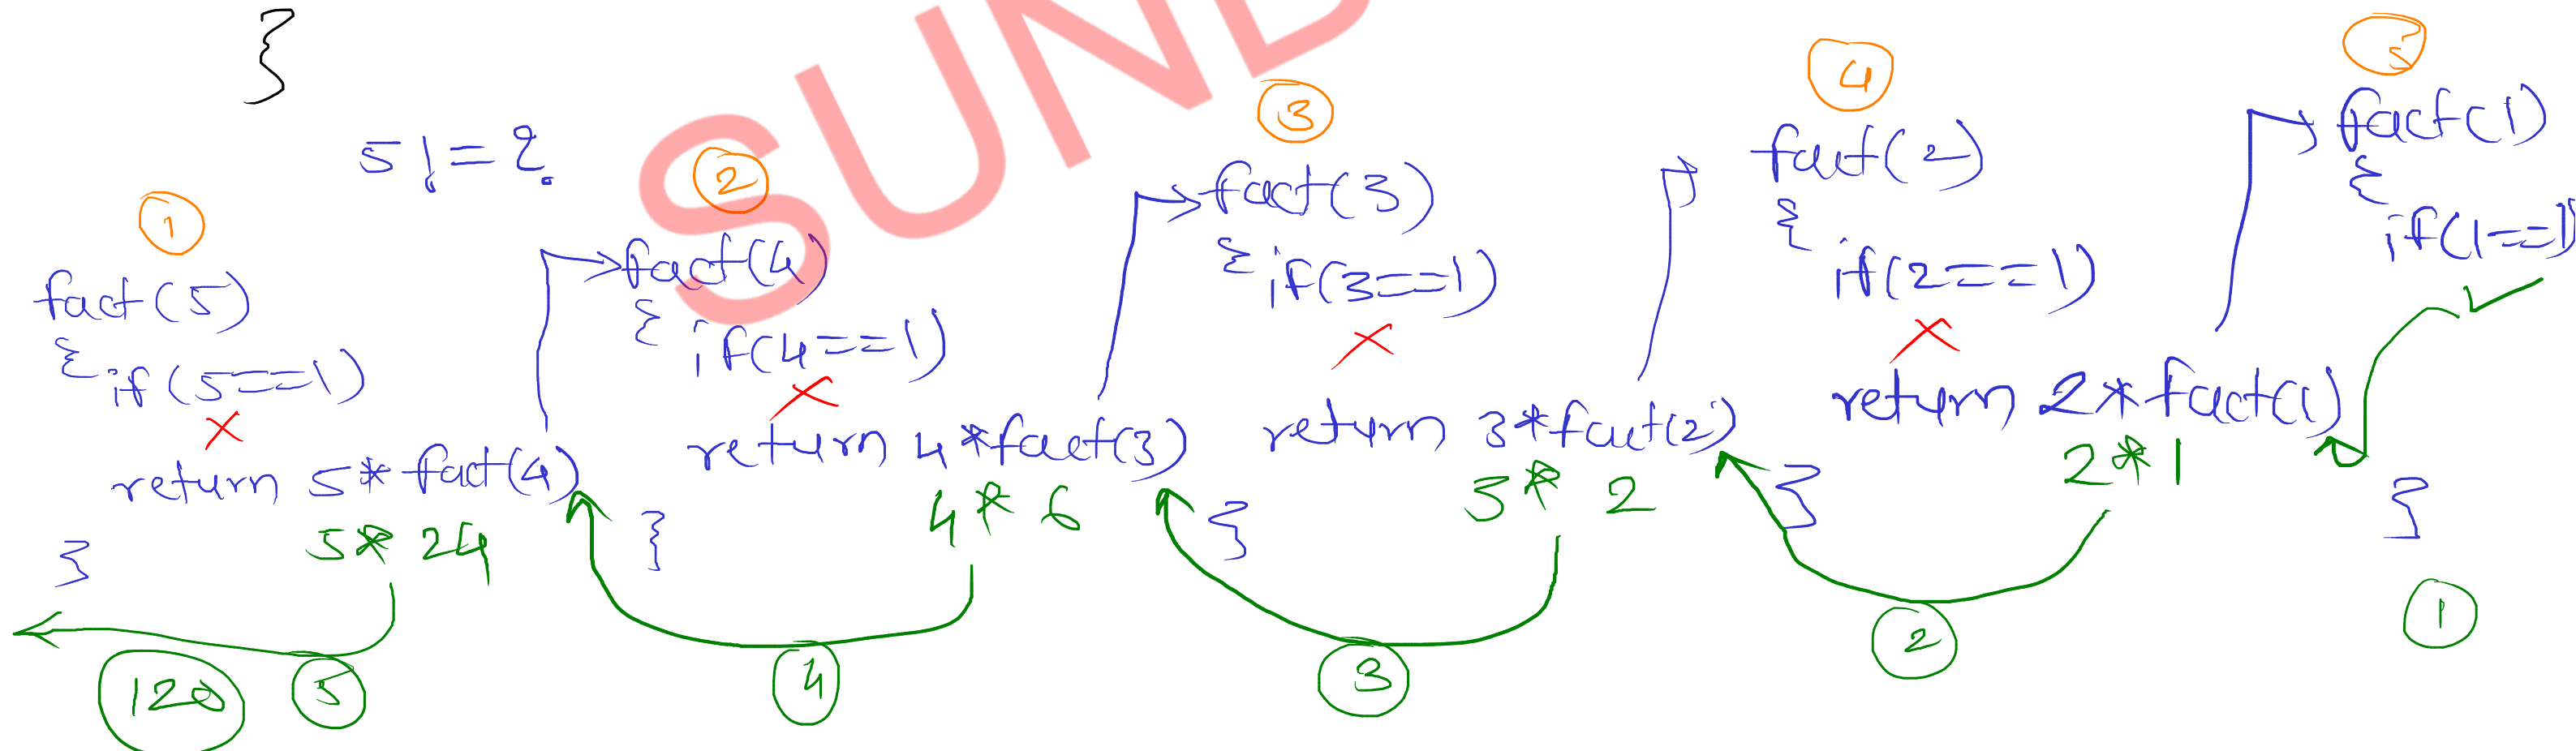 }
5!=?
1
fact(5)
{
if(5==1)
×
return 5*fact(4)
5*24
}
120
5
2
fact(4)
{
if(4==1)
×
return 4*fact(3)
4*6
}
4
3
fact(3)
{
if(3==1)
×
return 3*fact(2)
3*2
}
3
4
fact(2)
{
if(2==1)
×
return 2*fact(1)
2*1
}
2
5
fact(1)
{
if(1==1)
}
1
SUND